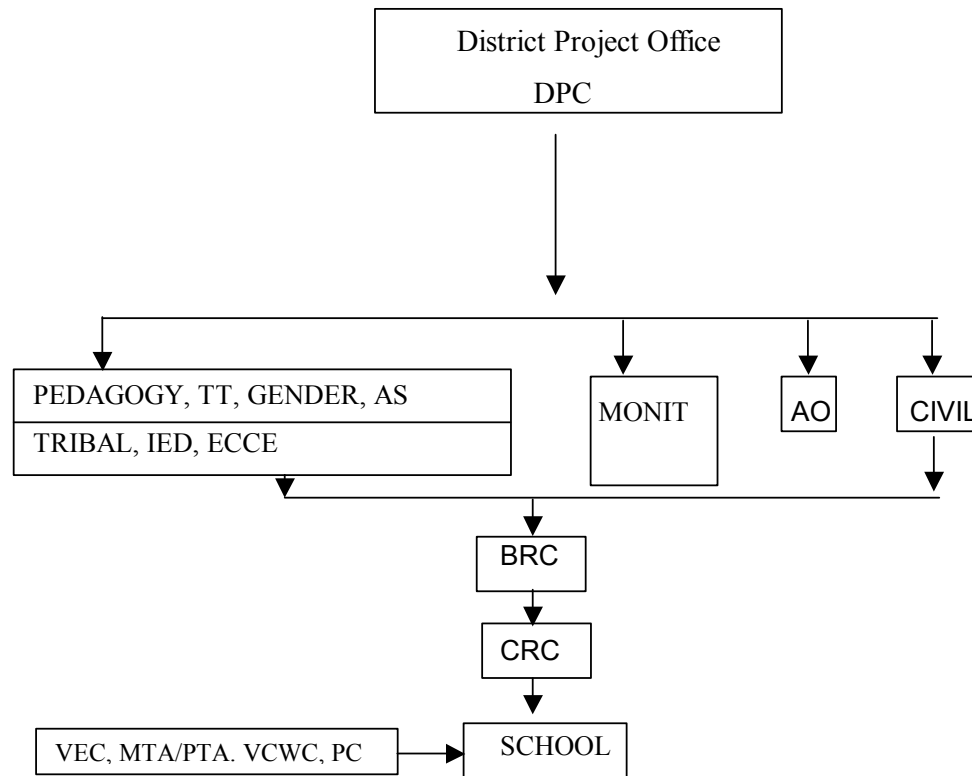 District Project Office
DPC
PEDAGOGY, TT, GENDER, AS
TRIBAL, IED, ECCE
MONIT
AO
CIVIL
BRC
CRC
SCHOOL
VEC, MTA/PTA. VCWC, PC